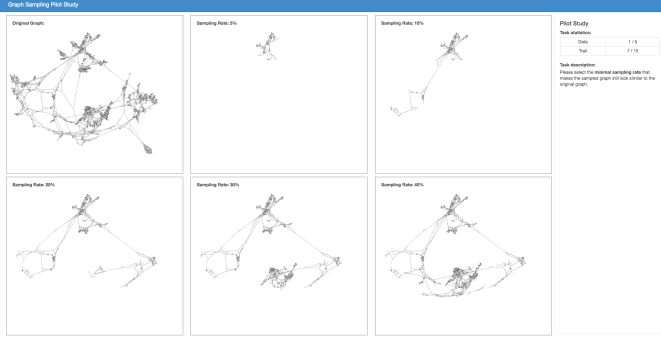 Graph Sampling Pilot Study
Original Graph:
Sampling Rate: 5%
Sampling Rate: 10%
Pilot Study
Task statistics:
Data 1 / 5
Trail 7 / 15
Task description:
Please select the minimal sampling rate that
makes the sampled graph still look similar to the
original graph.
Sampling Rate: 20%
Sampling Rate: 30%
Sampling Rate: 40%